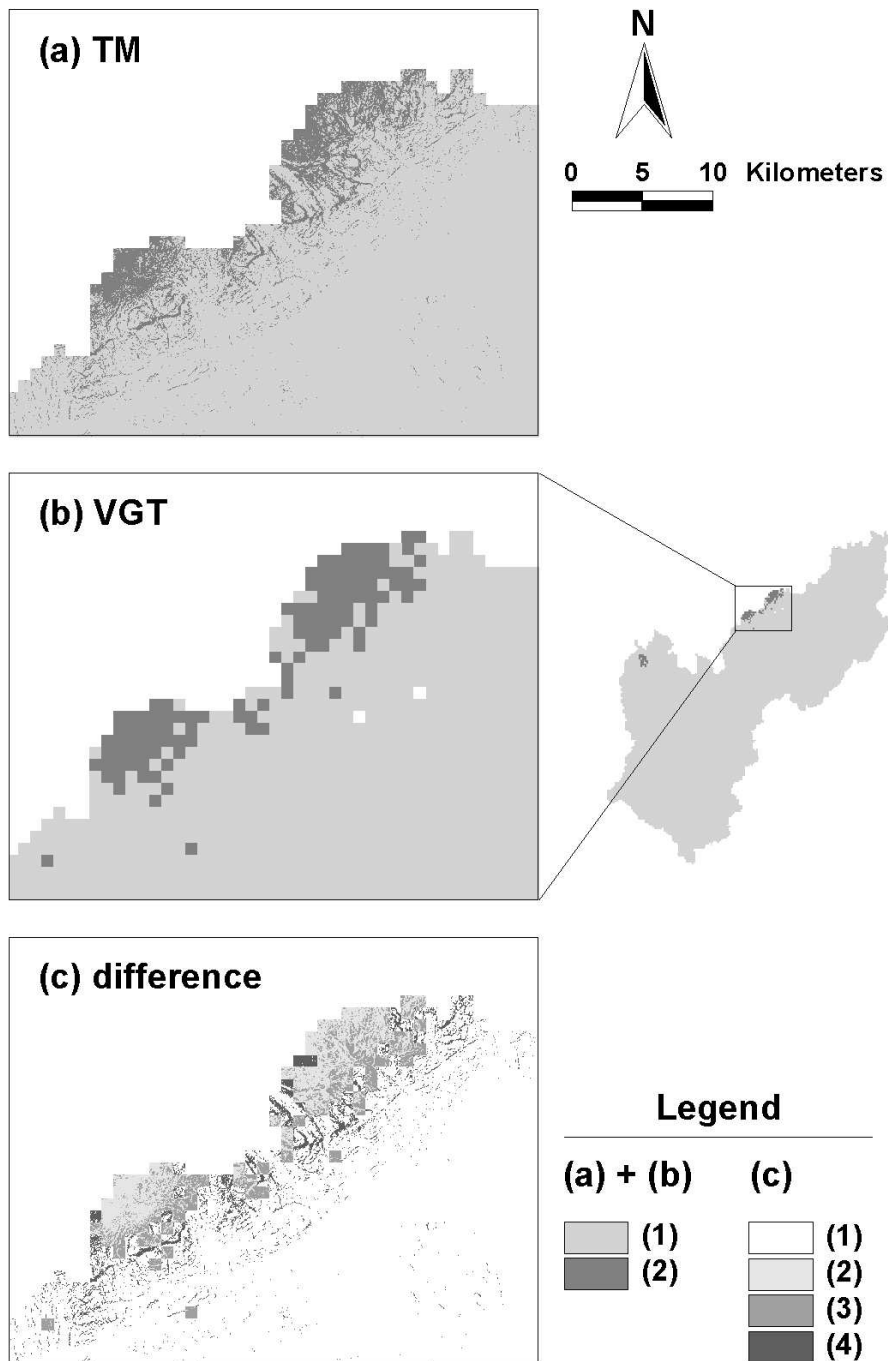 (a) TM
N
0 5 10 Kilometers
(b) VGT
(c) difference
Legend
(a) + (b) (c)
(1) (1)
(2) (2)
(3)
(4)